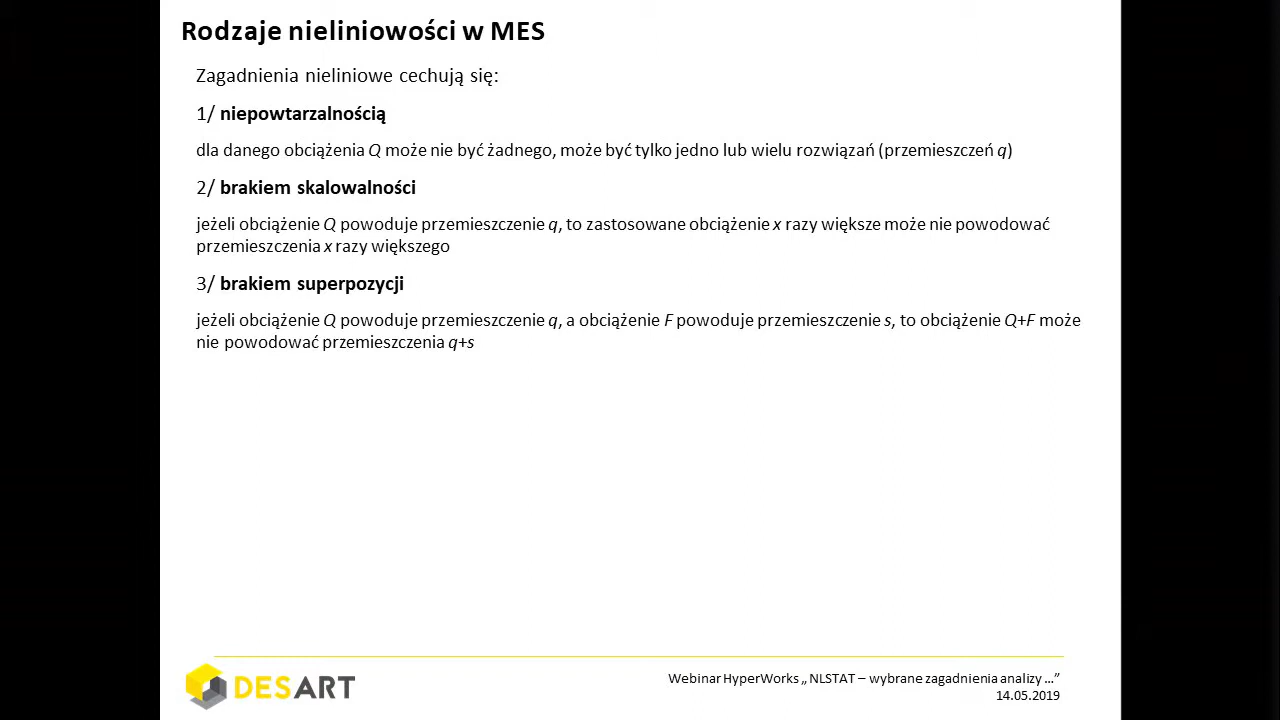 Rodzaje nieliniowości w MES
Zagadnienia nieliniowe cechują się:
1/ niepowtarzalnością
dla danego obciążenia Q może nie być żadnego, może być tylko jedno lub wielu rozwiązań (przemieszczeń q)
2/ brakiem skalowalności
jeżeli obciążenie Q powoduje przemieszczenie q, to zastosowane obciążenie x razy większe może nie powodować
przemieszczenia x razy większego
3/ brakiem superpozycji
jeżeli obciążenie Q powoduje przemieszczenie q, a obciążenie F powoduje przemieszczenie s, to obciążenie Q+F może
nie powodować przemieszczenia q+s
DESART
Webinar HyperWorks „ NLSTAT – wybrane zagadnienia analizy ...”
14.05.2019